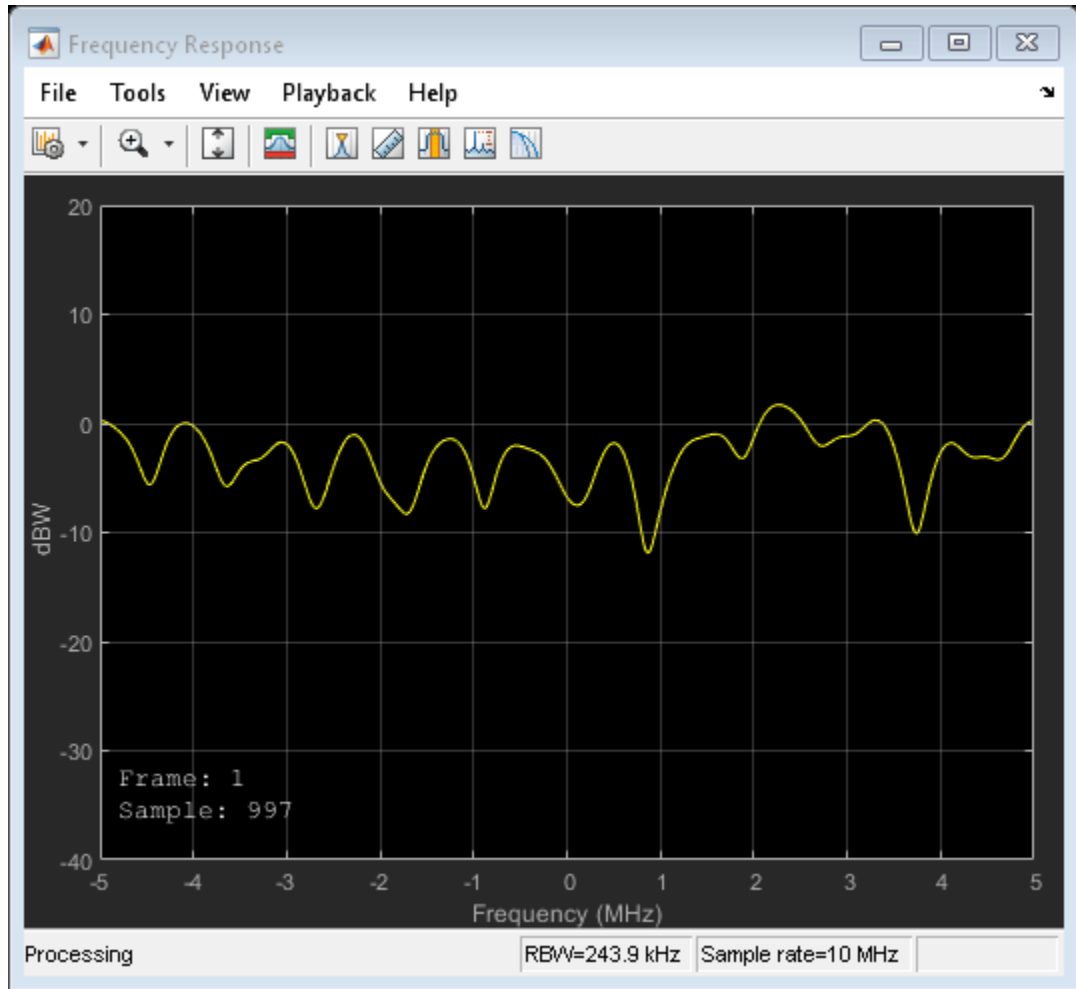 Frequency Response
File Tools View Playback Help
20
10
0
-10
-20
-30
-40
dBW
Frame: 1
Sample: 997
-5 -4 -3 -2 -1 0 1 2 3 4 5
Frequency (MHz)
Processing RBW=243.9 kHz Sample rate=10 MHz